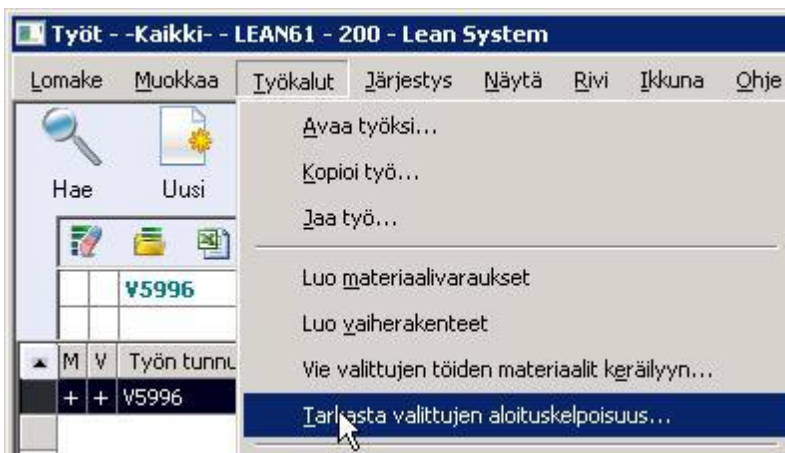 Työt - -Kaikki- - LEAN61 - 200 - Lean System
Lomake Muokkaa Työkalut Järjestys Näytä Rivi Ikkuna Ohje
Avaa työksi...
Kopioi työ...
Jaa työ...
Hae Uusi
Luo materiaalivaraukset
V5996
Luo vaiherakenteet
M V Työn tunnu
Vie valittujen töiden materiaalit keräilyyn...
+ + V5996
Tarkasta valittujen aloituskelpoisuus...